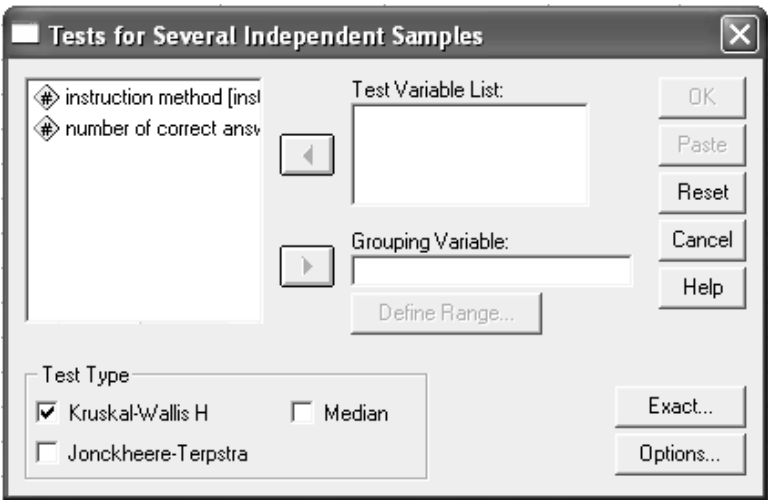 Tests for Several Independent Samples
instruction method [inst
number of correct answ
Test Variable List:
Grouping Variable:
Define Range...
OK
Paste
Reset
Cancel
Help
Test Type
Kruskal-Wallis H
Median
Jonckheere-Terpstra
Exact...
Options...